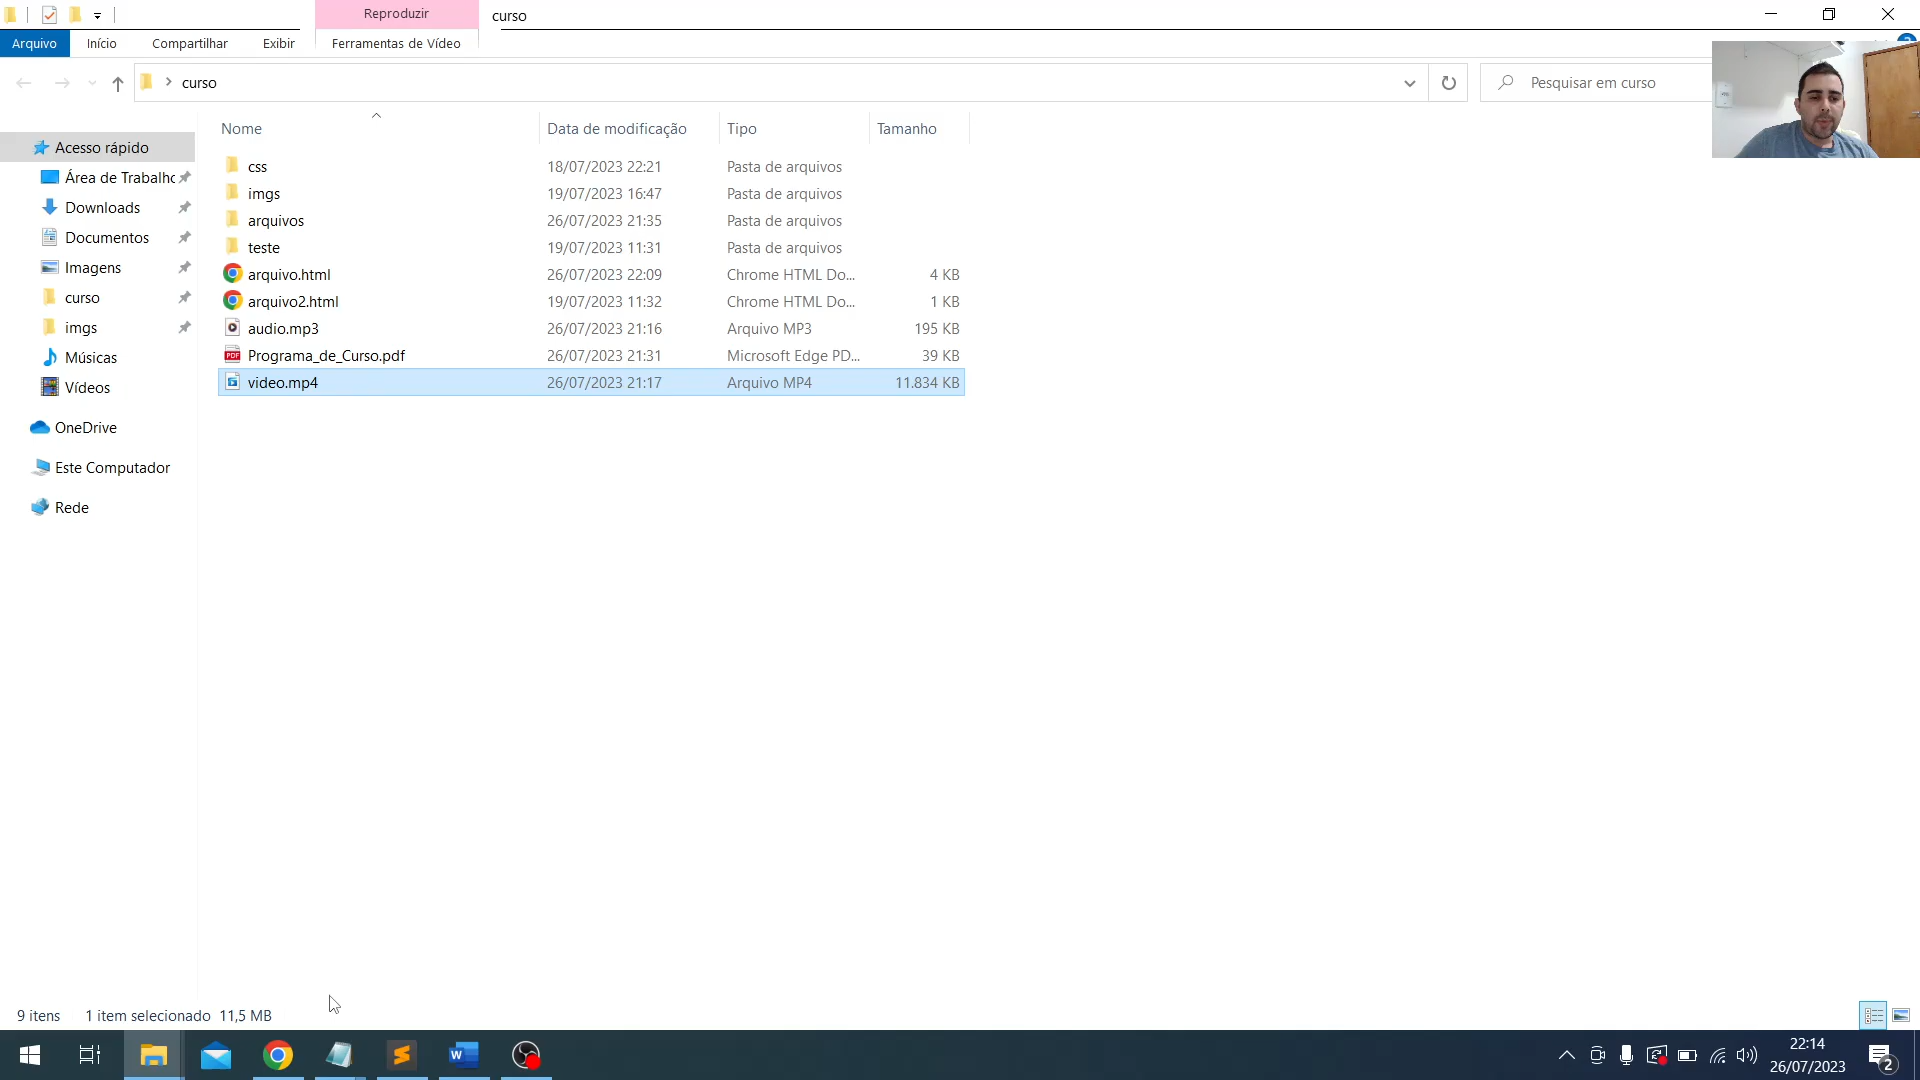 Reproduzir
curso
Arquivo
Início
Compartilhar
Exibir
Ferramentas de Vídeo
curso
Pesquisar em curso
Nome
Data de modificação
Tipo
Tamanho
Acesso rápido
Área de Trabalho
Downloads
Documentos
Imagens
curso
imgs
Músicas
Vídeos
OneDrive
Este Computador
Rede
css 18/07/2023 22:21 Pasta de arquivos
imgs 19/07/2023 16:47 Pasta de arquivos
arquivos 26/07/2023 21:35 Pasta de arquivos
teste 19/07/2023 11:31 Pasta de arquivos
arquivo.html 26/07/2023 22:09 Chrome HTML Do... 4 KB
arquivo2.html 19/07/2023 11:32 Chrome HTML Do... 1 KB
audio.mp3 26/07/2023 21:16 Arquivo MP3 195 KB
Programa_de_Curso.pdf 26/07/2023 21:31 Microsoft Edge PD... 39 KB
video.mp4 26/07/2023 21:17 Arquivo MP4 11.834 KB
9 itens 1 item selecionado 11,5 MB
22:14
26/07/2023
2